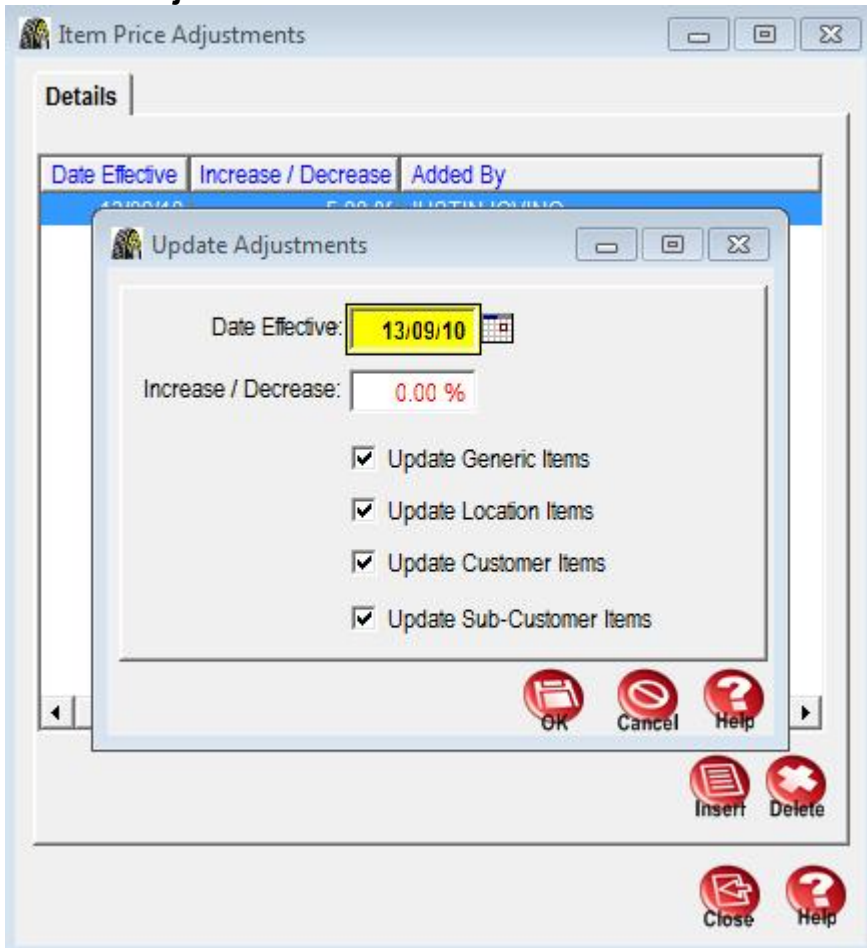 Item Price Adjustments
Details
Date Effective Increase / Decrease Added By
Update Adjustments
Date Effective: 13/09/10
Increase / Decrease: 0.00 %
Update Generic Items
Update Location Items
Update Customer Items
Update Sub-Customer Items
OK Cancel Help
Insert Delete
Close Help